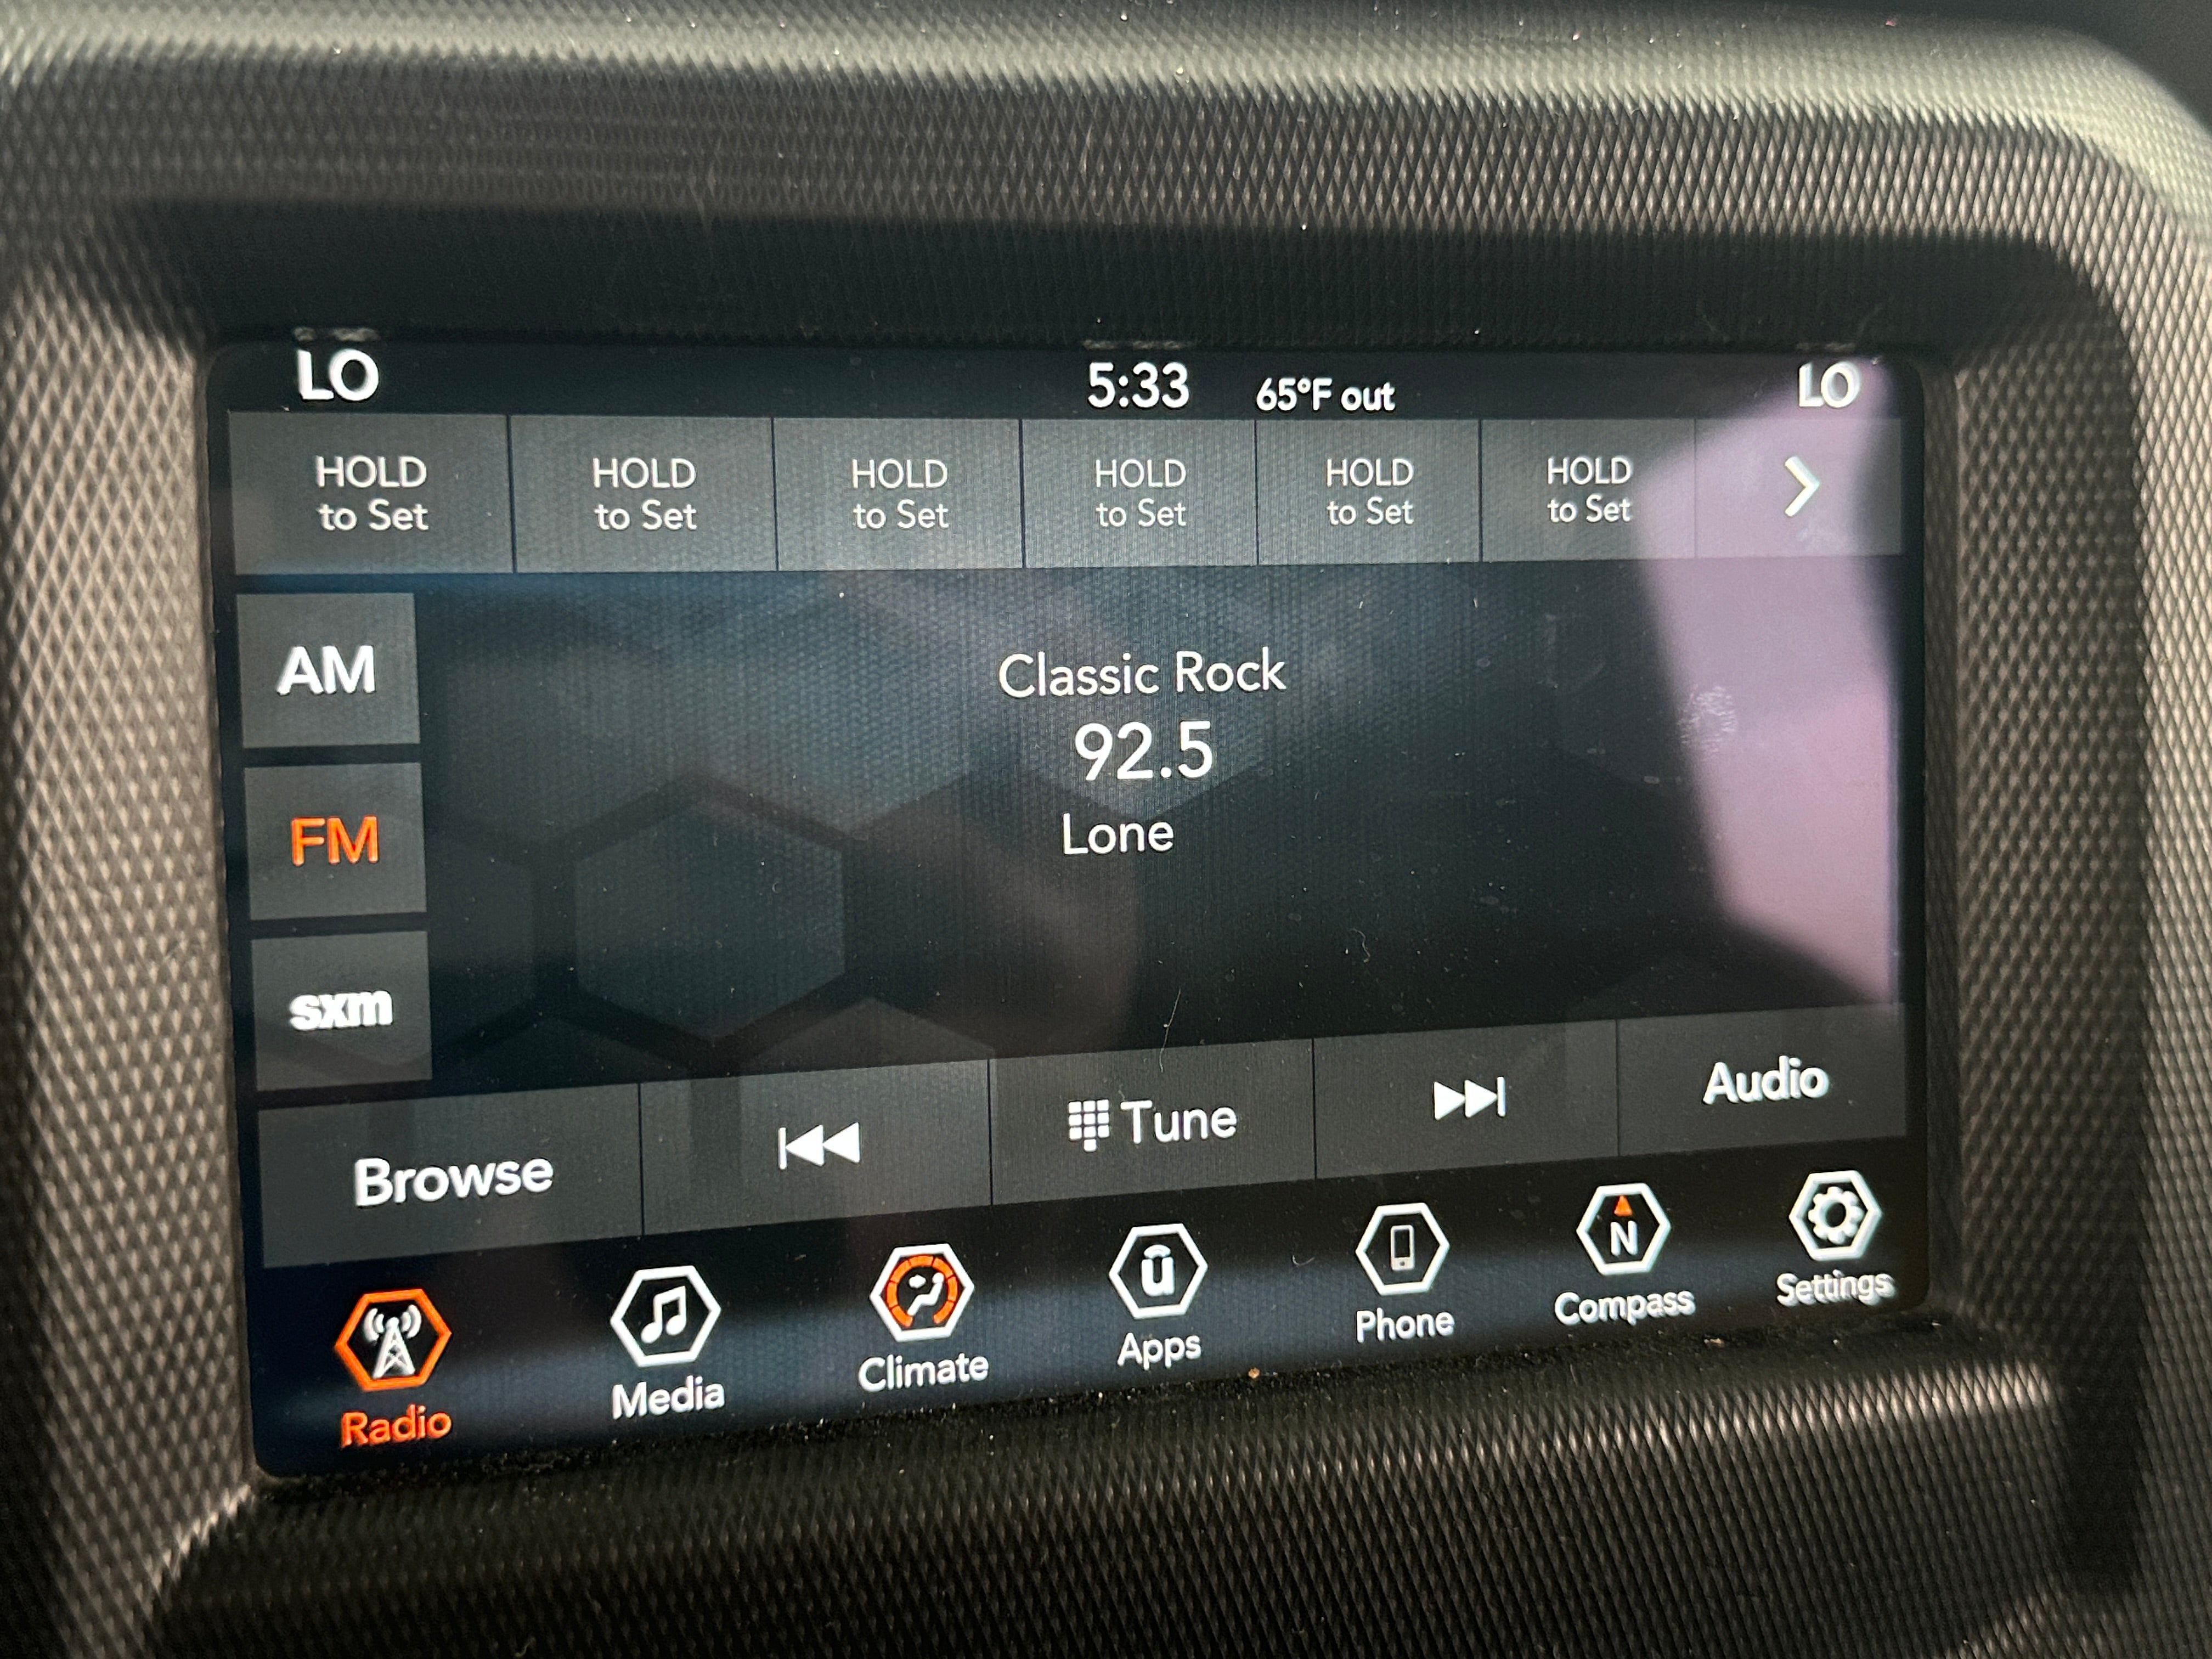 LO 5:33 65°F out LO
HOLD to Set
HOLD to Set
HOLD to Set
HOLD to Set
HOLD to Set
HOLD to Set
AM
FM
sxm
Classic Rock
92.5
Lone
Browse
Tune
Audio
Radio
Media
Climate
Apps
Phone
N
Compass
Settings